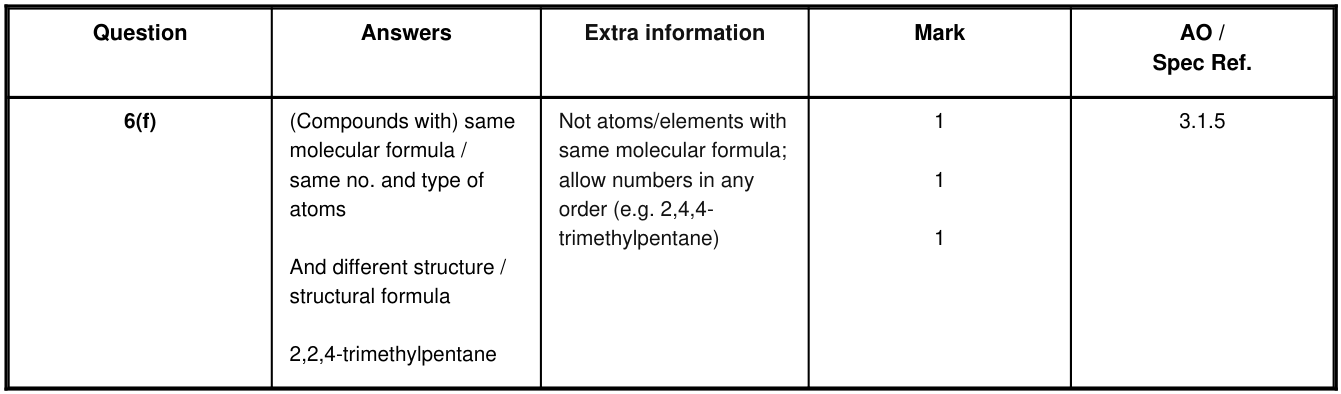 Question Answers Extra information Mark AO /
Spec Ref.
6(f)
(Compounds with) same
molecular formula /
same no. and type of
atoms
And different structure /
structural formula
2,2,4-trimethylpentane
Not atoms/elements with
same molecular formula;
allow numbers in any
order (e.g. 2,4,4-
trimethylpentane)
1
1
1
3.1.5